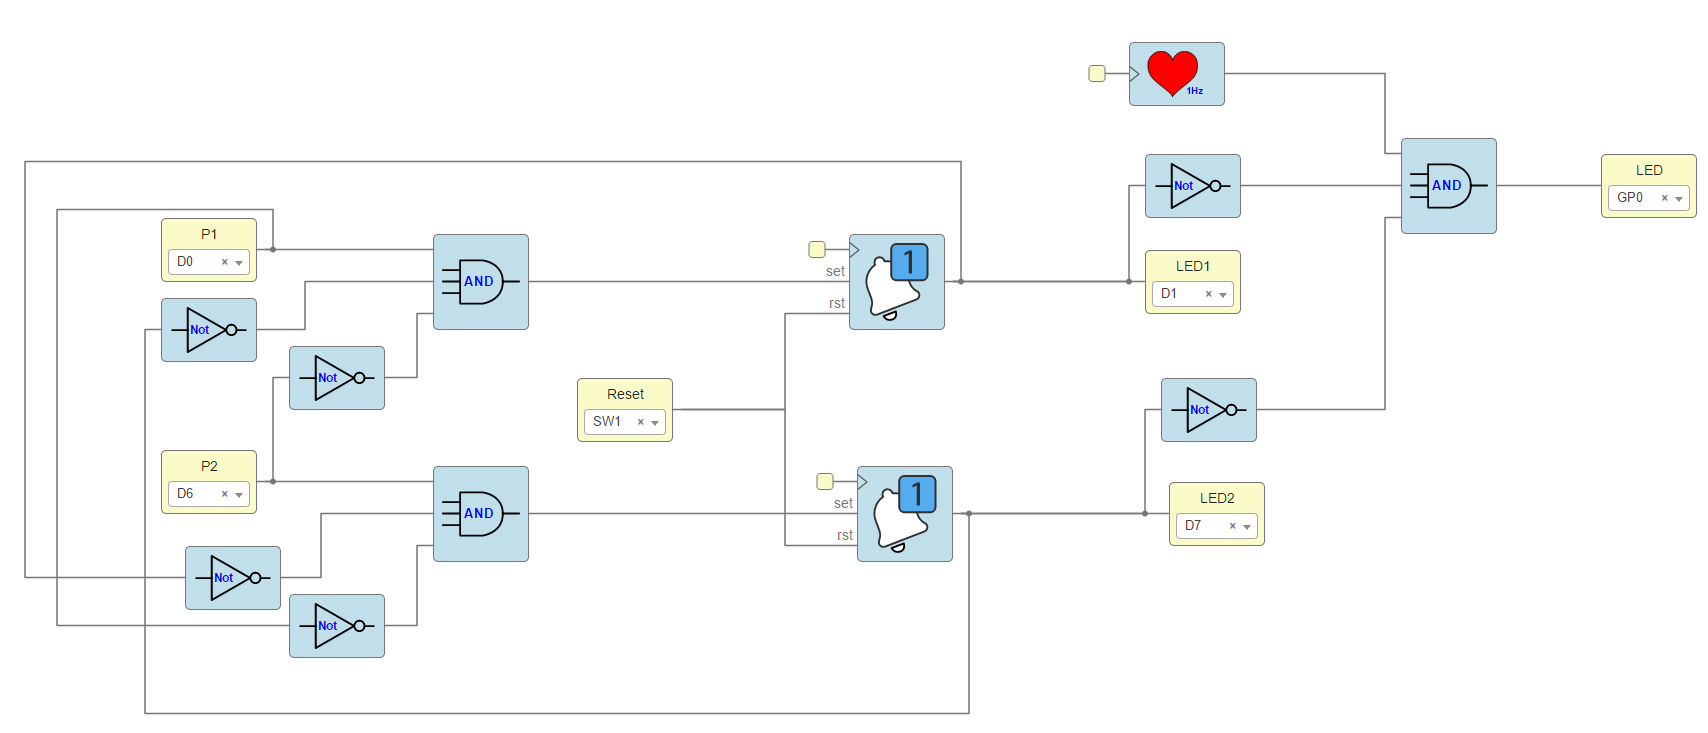 1Hz
Not
AND
LED
GP0 ×
P1
D0 ×
AND
set
rst
1
LED1
D1 ×
Not
Not
Reset
SW1 ×
Not
P2
D6 ×
AND
set
rst
1
LED2
D7 ×
Not
Not